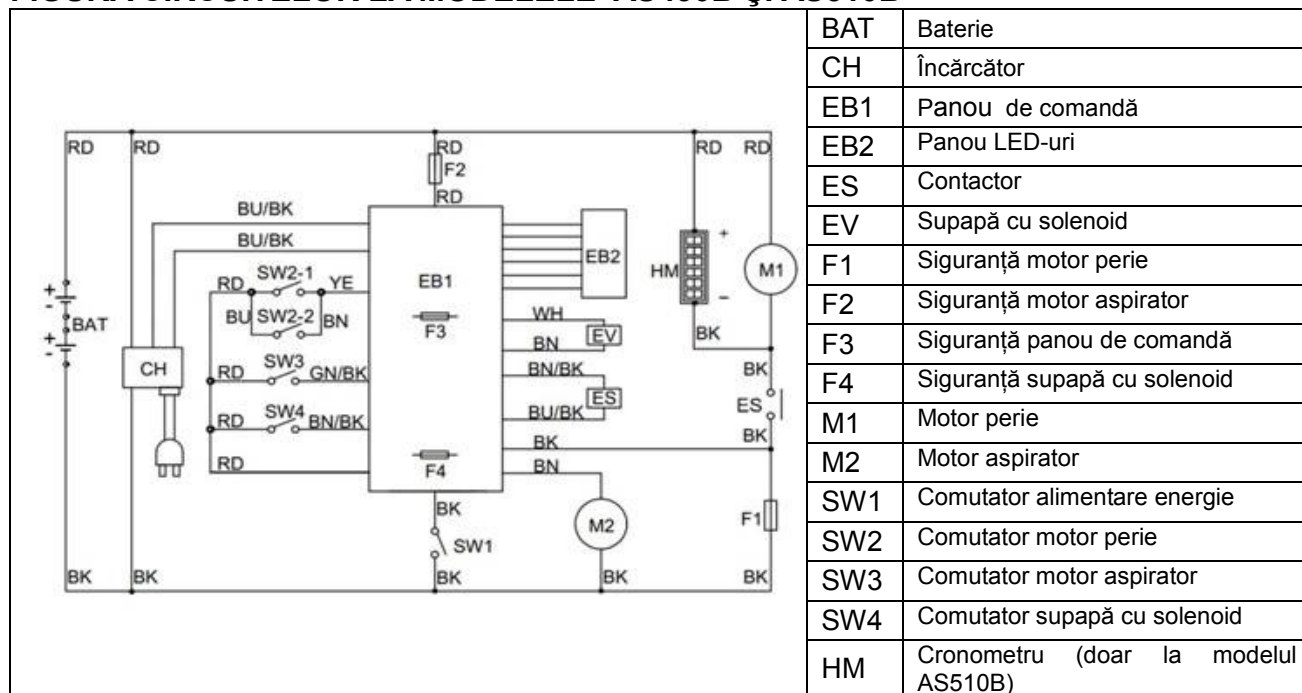 BAT Baterie
CH Încărcător
EB1 Panou de comandă
EB2 Panou LED-uri
ES Contactor
EV Supapă cu solenoid
F1 Siguranță motor perie
F2 Siguranță motor aspirator
F3 Siguranță panou de comandă
F4 Siguranță supapă cu solenoid
M1 Motor perie
M2 Motor aspirator
SW1 Comutator alimentare energie
SW2 Comutator motor perie
SW3 Comutator motor aspirator
SW4 Comutator supapă cu solenoid
HM Cronometru (doar la modelul
AS510B)
RD RD RD RD RD
F2
RD
BU/BK
BU/BK
EB2
+
HM
M1
SW2-1
RD YE
EB1
BU SW2-2 BN
F3
WH
EV
BN
–
BK
+
-
BAT
+
-
CH
SW3
RD GN/BK
BN/BK
BK
ES
ES
BU/BK
SW4
RD BN/BK
BK
BK
RD
F4
BN
BK
M2
F1
SW1
BK BK BK BK BK